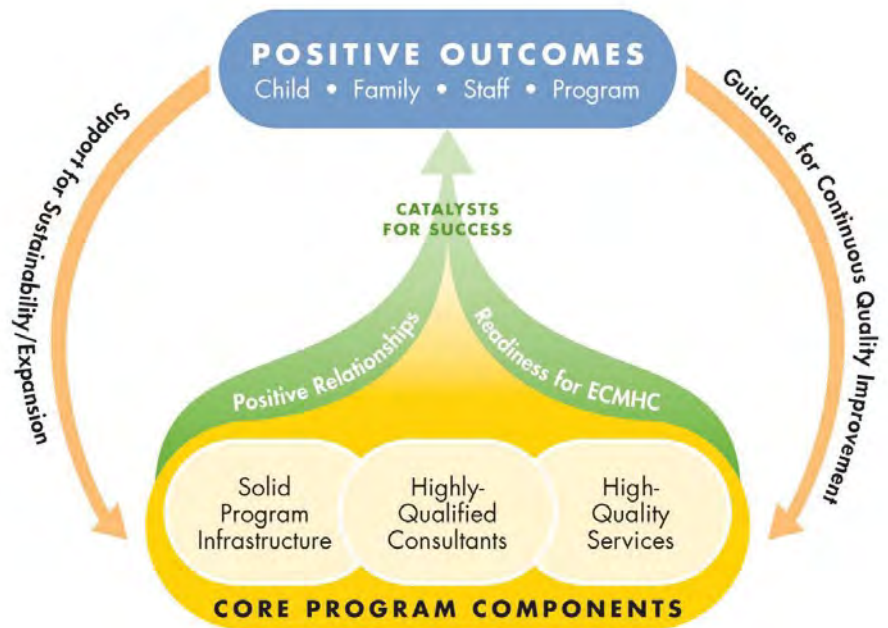 POSITIVE OUTCOMES
Child • Family • Staff • Program
Support for Sustainability/Expansion
Guidance for Continuous Quality Improvement
CATALYSTS
FOR SUCCESS
Positive Relationships
Readiness for ECMHC
Solid
Program
Infrastructure
Highly-
Qualified
Consultants
High-
Quality
Services
CORE PROGRAM COMPONENTS